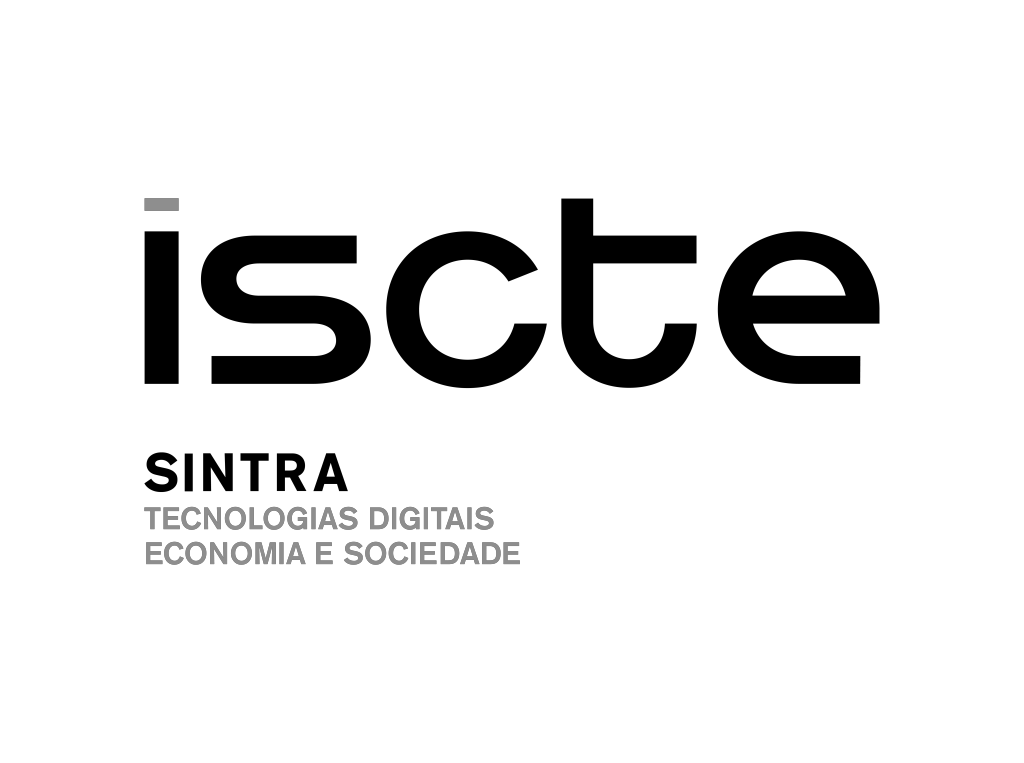 iscte
SINTRA
TECNOLOGIAS DIGITAIS
ECONOMIA E SOCIEDADE